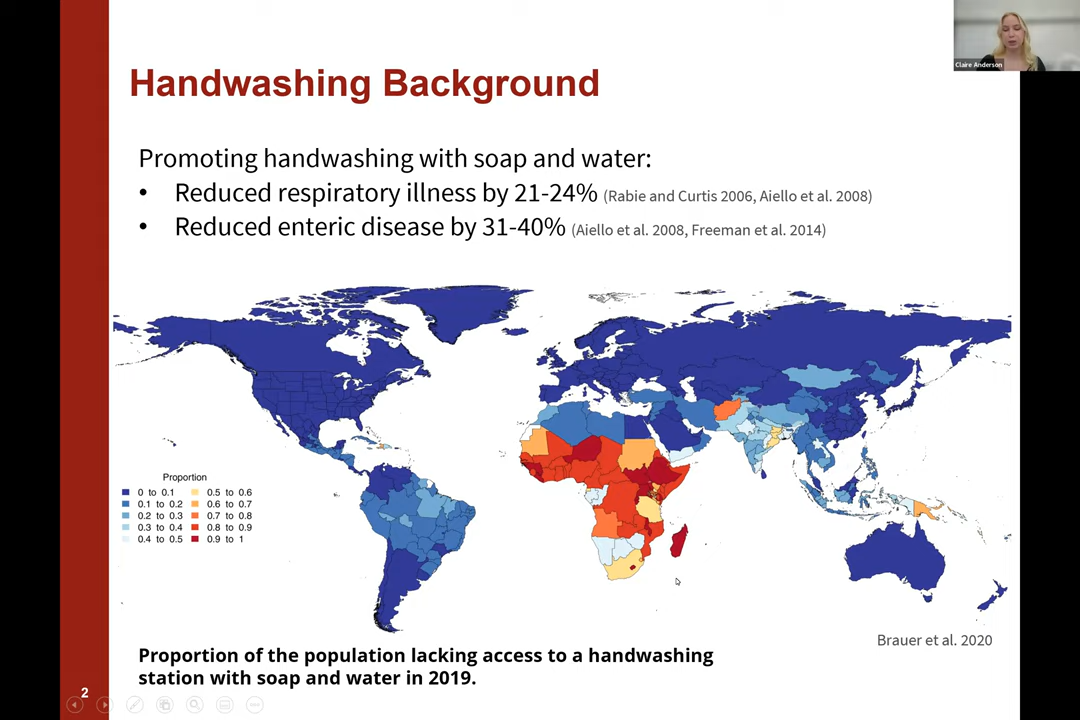 Claire Anderson
Handwashing Background
Promoting handwashing with soap and water:
• Reduced respiratory illness by 21-24% (Rabie and Curtis 2006, Aiello et al. 2008)
• Reduced enteric disease by 31-40% (Aiello et al. 2008, Freeman et al. 2014)
Proportion
0 to 0.1 0.5 to 0.6
0.1 to 0.2 0.6 to 0.7
0.2 to 0.3 0.7 to 0.8
0.3 to 0.4 0.8 to 0.9
0.4 to 0.5 0.9 to 1
Brauer et al. 2020
Proportion of the population lacking access to a handwashing
station with soap and water in 2019.
2